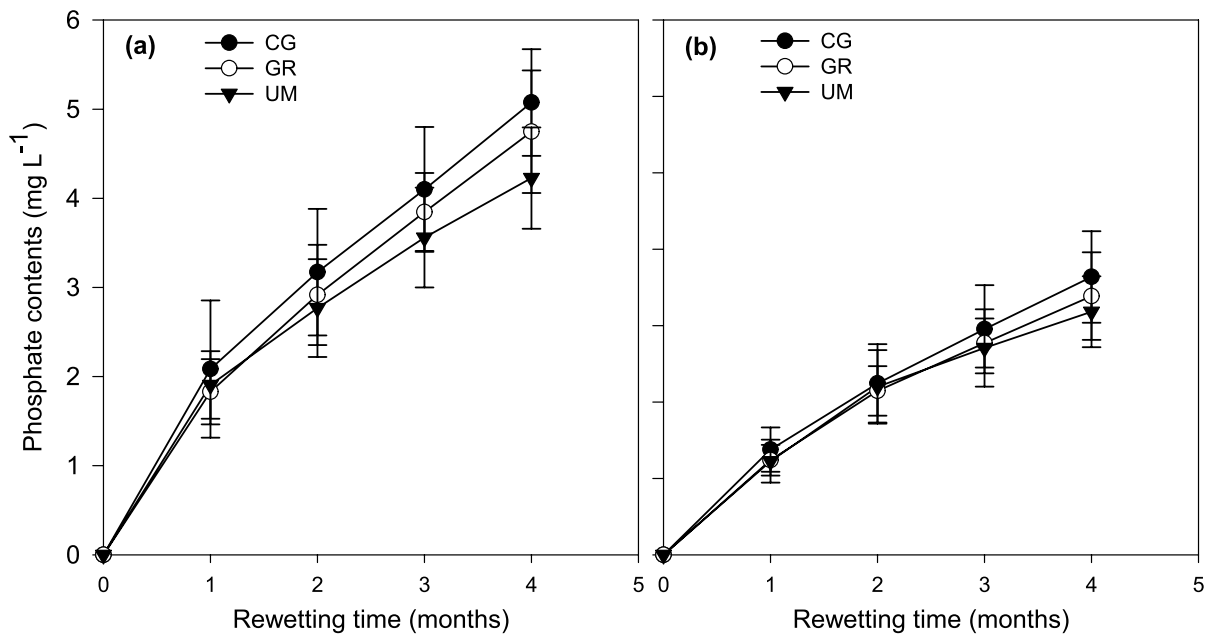 (a)
CG
GR
UM
(b)
CG
GR
UM
6
5
4
3
2
1
0
Phosphate contents (mg L-1)
0 1 2 3 4 5
0 1 2 3 4 5
Rewetting time (months)
Rewetting time (months)